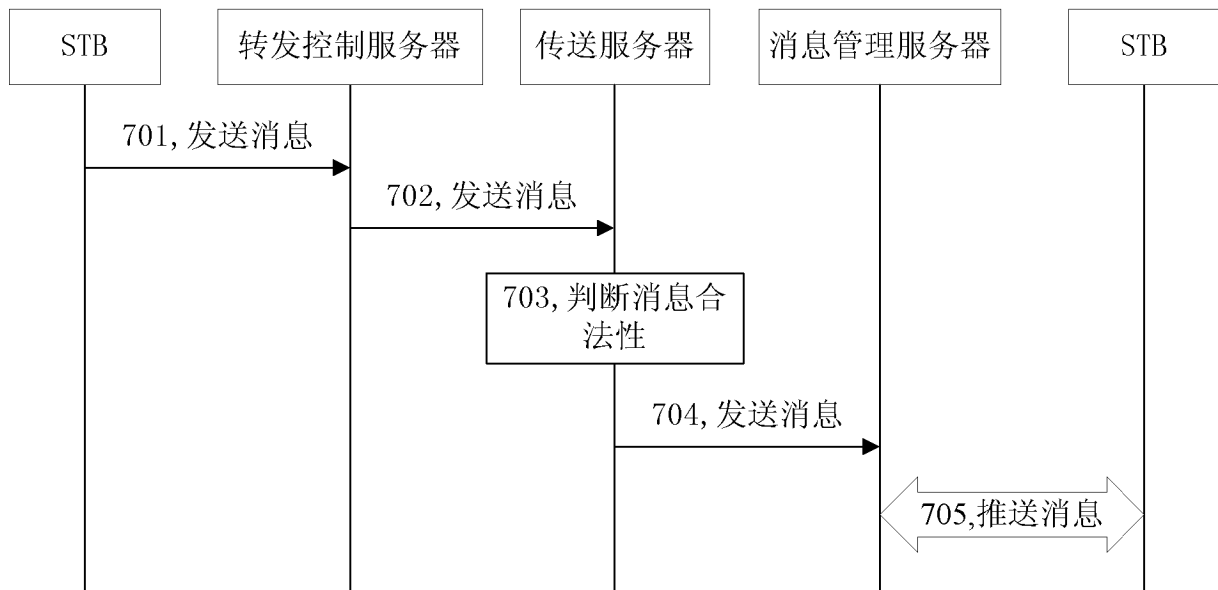 STB
转发控制服务器
传送服务器
消息管理服务器
STB
701,发送消息
702,发送消息
703,判断消息合
法性
704,发送消息
705,推送消息